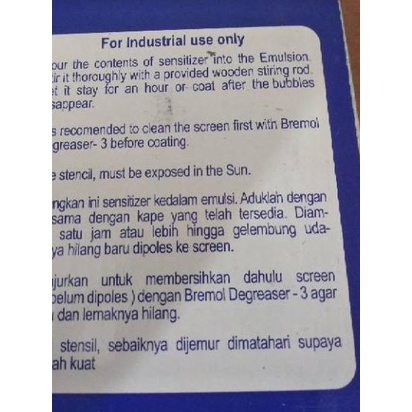 For Industrial use only
our the contents of sensitizer into the Emulsion.
ir it thoroughly with a provided wooden stiring rod.
et it stay for an hour or coat after the bubbles
sappear.
s recomended to clean the screen first with Bremol
egreaser- 3 before coating.
e stencil, must be exposed in the Sun.
ngkan ini sensitizer kedalam emulsi. Aduklah dengan
sama dengan kape yang telah tersedia. Diam-
satu jam atau lebih hingga gelembung uda-
ya hilang baru dipoles ke screen.
jurkan untuk membersihkan dahulu screen
belum dipoles ) dengan Bremol Degreaser - 3 agar
dan lemaknya hilang.
stensil, sebaiknya dijemur dimatahari supaya
ah kuat